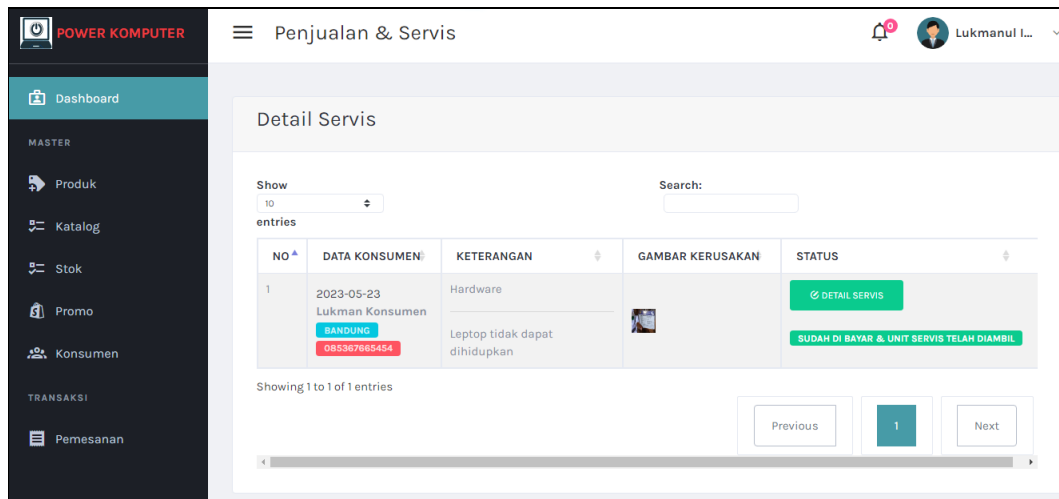 POWER KOMPUTER
Penjualan & Servis
0
Lukmanul I...
Dashboard
MASTER
Produk
Katalog
Stok
Promo
Konsumen
TRANSAKSI
Pemesanan
Detail Servis
Show
10
entries
Search:
NO DATA KONSUMEN KETERANGAN GAMBAR KERUSAKAN STATUS
1
2023-05-23
Lukman Konsumen
BANDUNG
085367665454
Hardware
Leptop tidak dapat
dihidupkan
DETAIL SERVIS
SUDAH DI BAYAR & UNIT SERVIS TELAH DIAMBIL
Showing 1 to 1 of 1 entries
Previous 1 Next